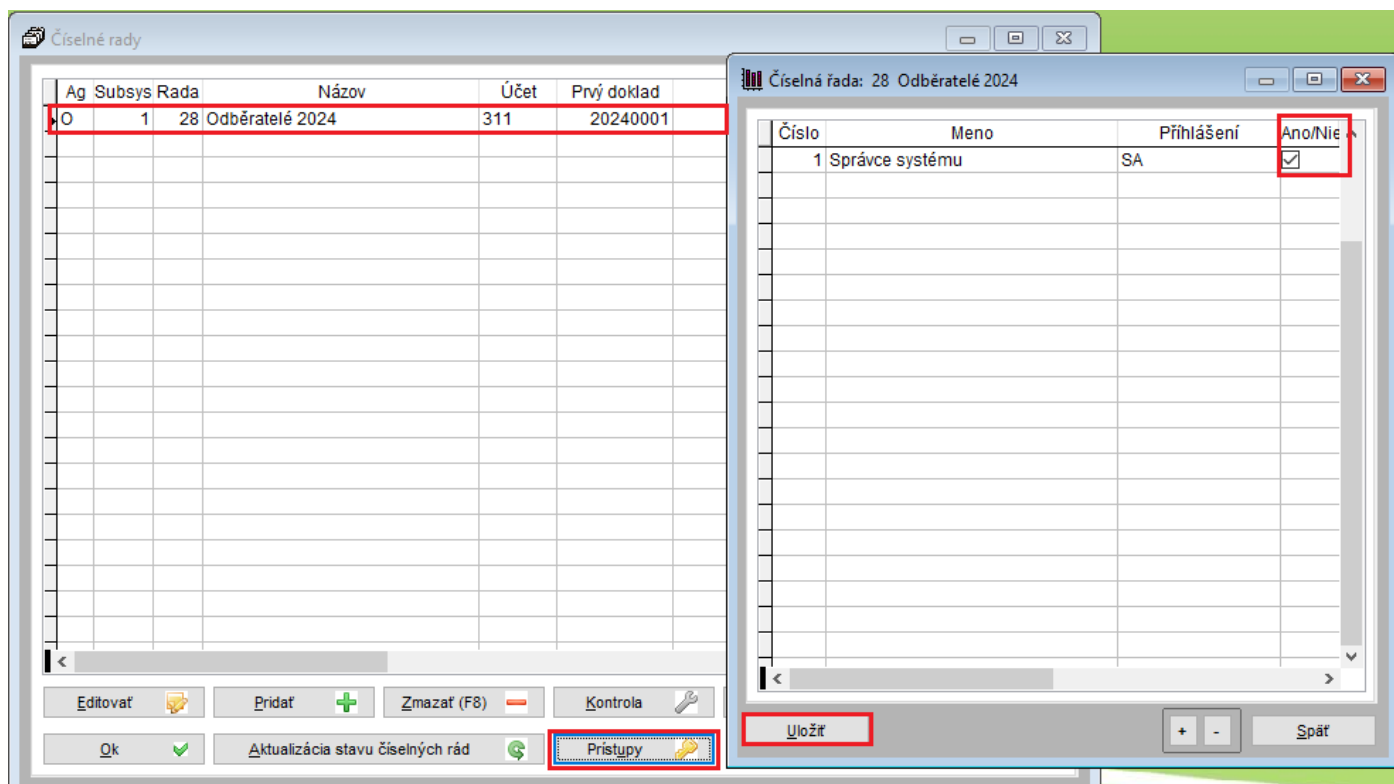 Číselné rady
Ag Subsys Rada Názov Účet Prvý doklad
O 1 28 Odběratelé 2024 311 20240001
Editovať Pridať Zmazať (F8) Kontrola
Ok Aktualizácia stavu číselných rád Prístupy
Číselná řada: 28 Odběratelé 2024
Číslo Meno Příhlášení Ano/Nie
1 Správce systému SA
Uložiť + - Späť